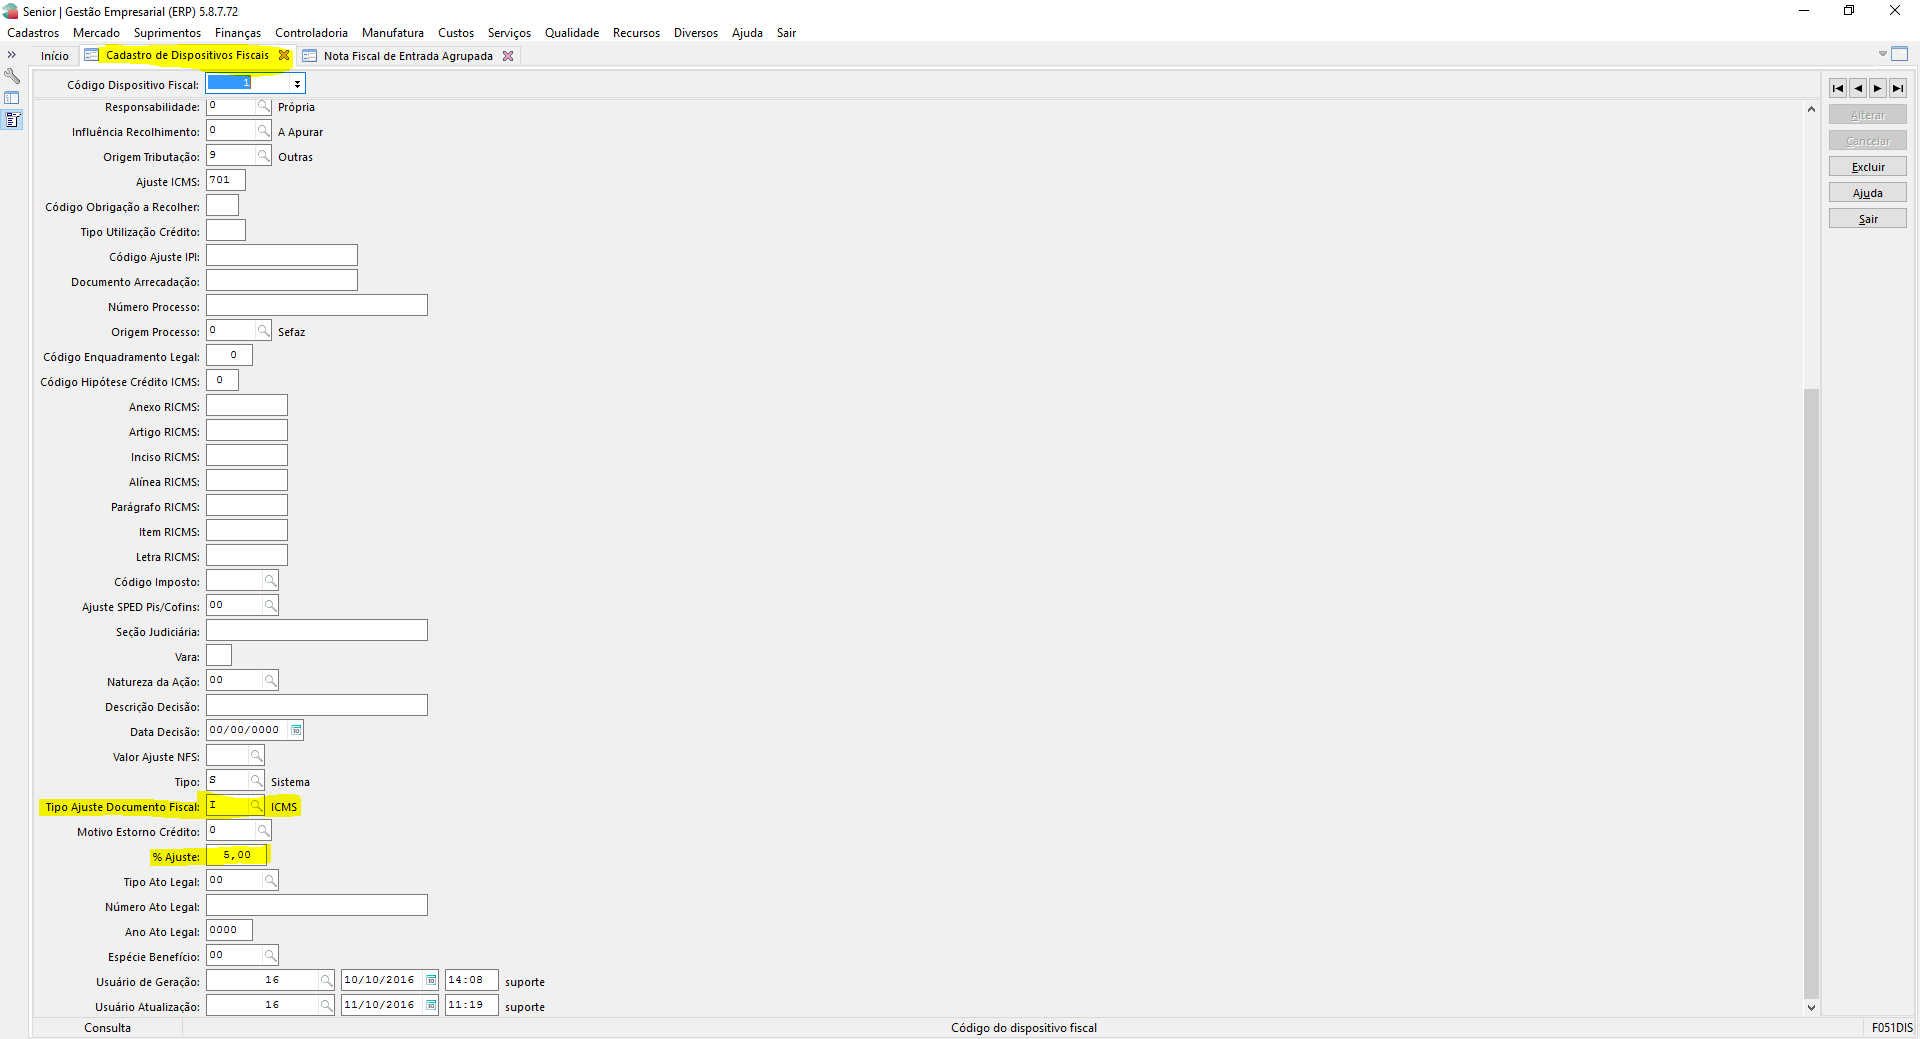 Senior | Gestão Empresarial (ERP) 5.8.7.72
Cadastros Mercado Suprimentos Finanças Controladoria Manufatura Custos Serviços Qualidade Recursos Diversos Ajuda Sair
Início Cadastro de Dispositivos Fiscais Nota Fiscal de Entrada Agrupada
Código Dispositivo Fiscal: 1
Responsabilidade: 0 Própria
Influência Recolhimento: 0 A Apurar
Origem Tributação: 9 Outras
Ajuste ICMS: 701
Código Obrigação a Recolher:
Tipo Utilização Crédito:
Código Ajuste IPI:
Documento Arrecadação:
Número Processo:
Origem Processo: 0 Sefaz
Código Enquadramento Legal: 0
Código Hipótese Crédito ICMS: 0
Anexo RICMS:
Artigo RICMS:
Inciso RICMS:
Alínea RICMS:
Parágrafo RICMS:
Item RICMS:
Letra RICMS:
Código Imposto:
Ajuste SPED Pis/Cofins: 00
Seção Judiciária:
Vara:
Natureza da Ação: 00
Descrição Decisão:
Data Decisão: 00/00/0000
Valor Ajuste NFS:
Tipo: S Sistema
Tipo Ajuste Documento Fiscal: I ICMS
Motivo Estorno Crédito: 0
% Ajuste: 5,00
Tipo Ato Legal: 00
Número Ato Legal:
Ano Ato Legal: 0000
Espécie Benefício: 00
Usuário de Geração: 16 10/10/2016 14:08 suporte
Usuário Atualização: 16 11/10/2016 11:19 suporte
Alterar
Cancelar
Excluir
Ajuda
Sair
Consulta Código do dispositivo fiscal F051DIS